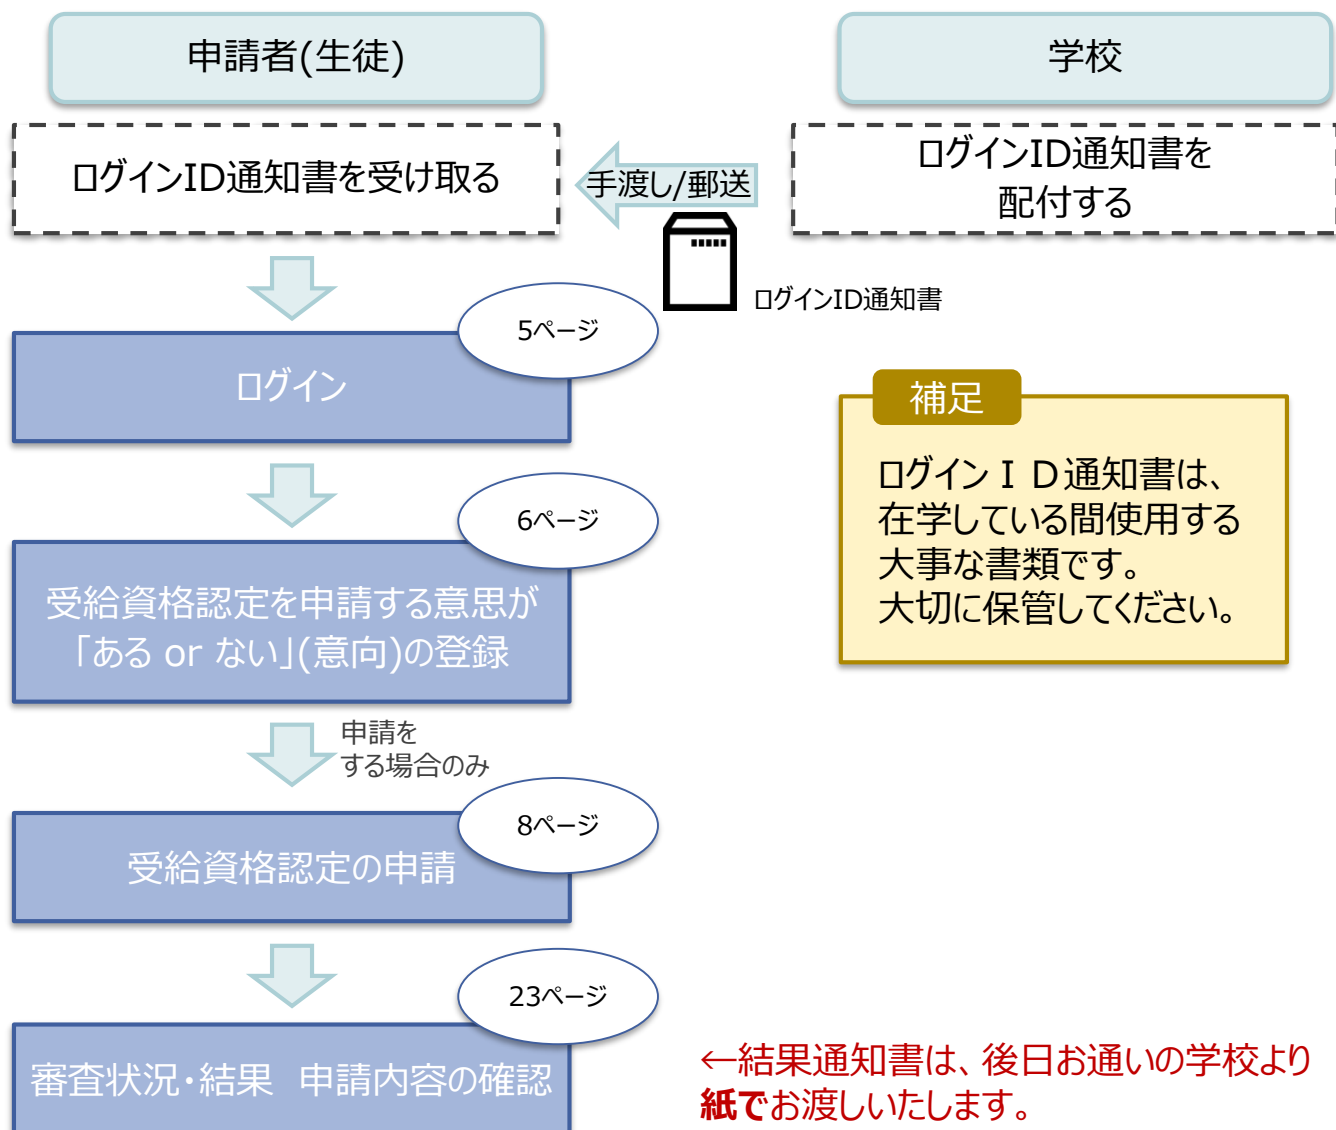 申請者(生徒)
学校
ログインID通知書を受け取る
手渡し/郵送
ログインID通知書を
配付する
ログインID通知書
5ページ
ログイン
補足
ログインＩＤ通知書は、
在学している間使用する
大事な書類です。
大切に保管してください。
6ページ
受給資格認定を申請する意思が
「ある or ない」(意向)の登録
申請を
する場合のみ
8ページ
受給資格認定の申請
23ページ
審査状況・結果　申請内容の確認
←結果通知書は、後日お通いの学校より
紙でお渡しいたします。